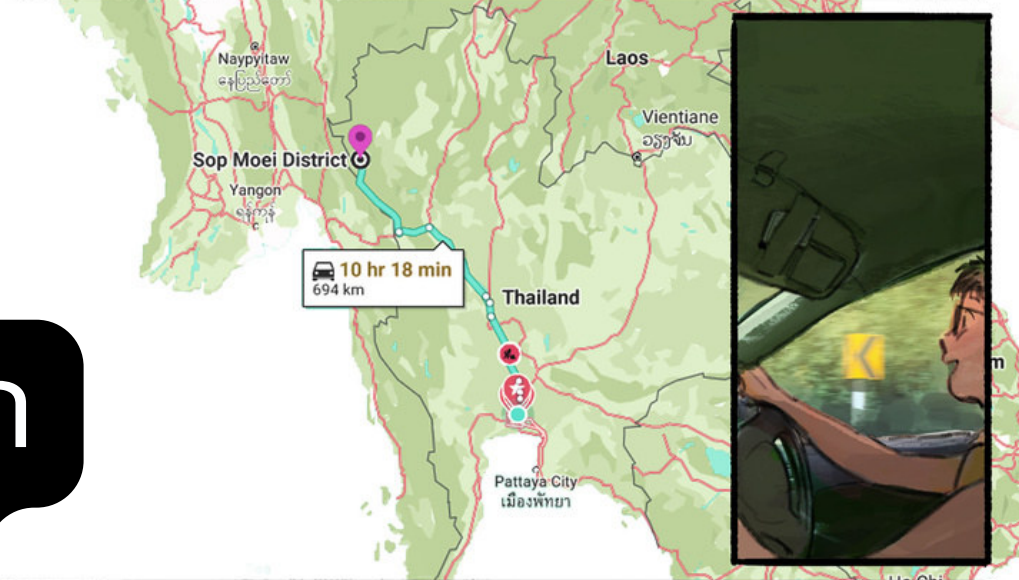 Laos
Naypyitaw
နေပြည်တော်
Vientiane
ວຽງຈັນ
Sop Moei District
Yangon
ရန်ကုန်
10 hr 18 min
694 km
Thailand
Pattaya City
เมืองพัทยา